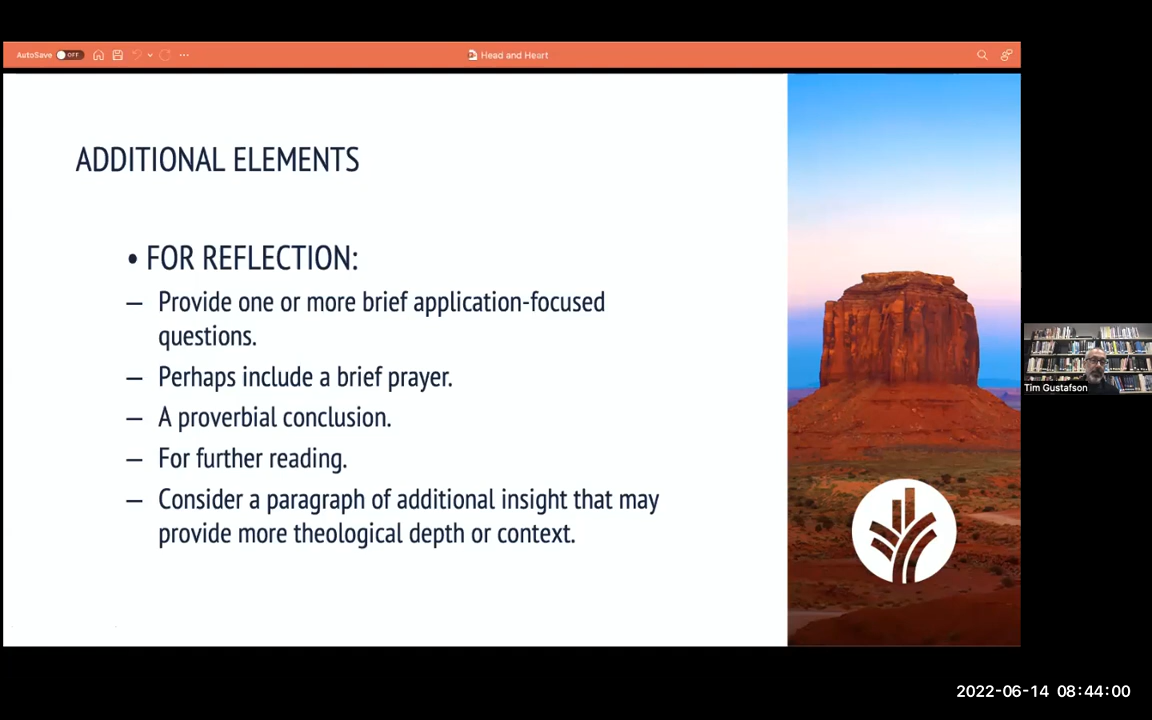 AutoSave OFF
Head and Heart
ADDITIONAL ELEMENTS
• FOR REFLECTION:
— Provide one or more brief application-focused
questions.
— Perhaps include a brief prayer.
— A proverbial conclusion.
— For further reading.
— Consider a paragraph of additional insight that may
provide more theological depth or context.
Tim Gustafson
2022-06-14 08:44:00